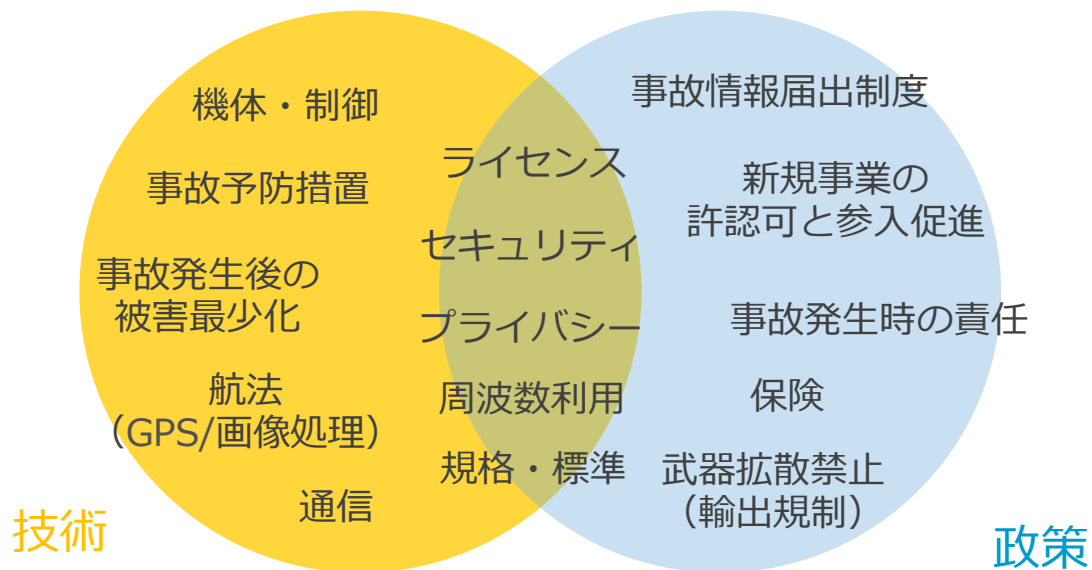 機体・制御
事故予防措置
事故発生後の
被害最少化
航法
（GPS/画像処理）
通信
技術
ライセンス
セキュリティ
プライバシー
周波数利用
規格・標準
事故情報届出制度
新規事業の
許認可と参入促進
事故発生時の責任
保険
武器拡散禁止
（輸出規制）
政策